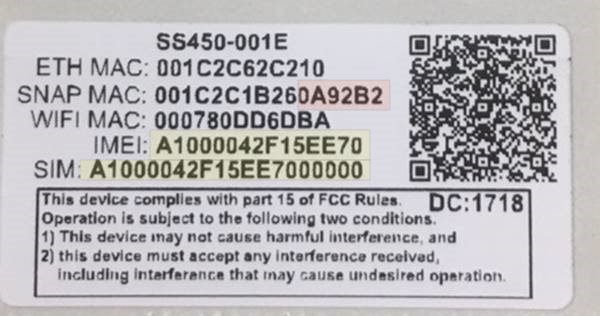 SS450-001E
ETH MAC: 001C2C62C210
SNAP MAC: 001C2C1B260A92B2
WIFI MAC: 000780DD6DBA
IMEI: A1000042F15EE70
SIM: A1000042F15EE7000000
This device complies with part 15 of FCC Rules. DC:1718
Operation is subject to the following two conditions.
1) This device may not cause harmful interference, and
2) this device must accept any interference received,
including interference that may cause undesired operation.